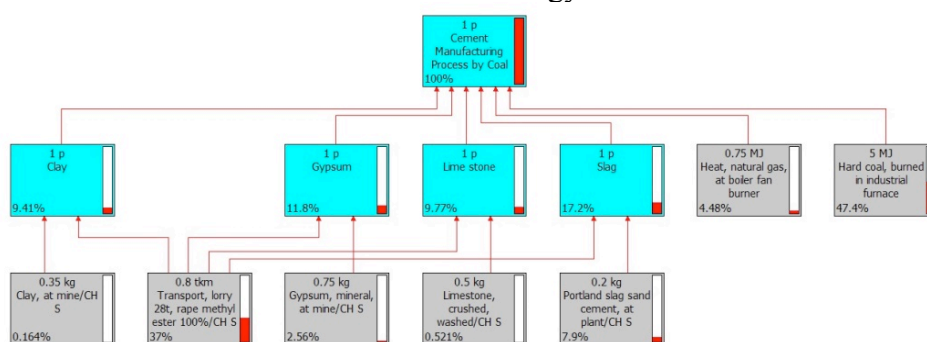 1 p
Cement
Manufacturing
Process by Coal
100%
1 p
Clay
9.41%
1 p
Gypsum
11.8%
1 p
Lime stone
9.77%
1 p
Slag
17.2%
0.75 MJ
Heat, natural gas,
at boiler fan
burner
4.48%
5 MJ
Hard coal, burned
in industrial
furnace
47.4%
0.35 kg
Clay, at mine/CH
S
0.164%
0.8 tkm
Transport, lorry
28t, rape methyl
ester 100%/CH S
37%
0.75 kg
Gypsum, mineral,
at mine/CH S
2.56%
0.5 kg
Limestone,
crushed,
washed/CH S
0.521%
0.2 kg
Portland slag sand
cement, at
plant/CH S
7.9%